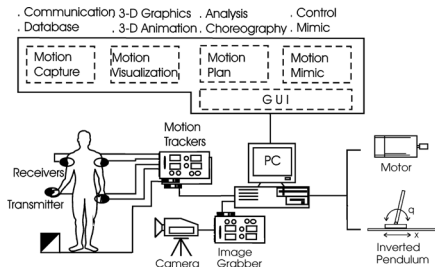 . Communication . 3-D Graphics . Analysis . Control
. Database . 3-D Animation . Choreography . Mimic
Motion Capture
Motion Visualization
Motion Plan
Motion Mimic
G U I
Motion
Trackers
PC
Receivers
Transmitter
Motor
q
x
Camera
Image
Grabber
Inverted
Pendulum